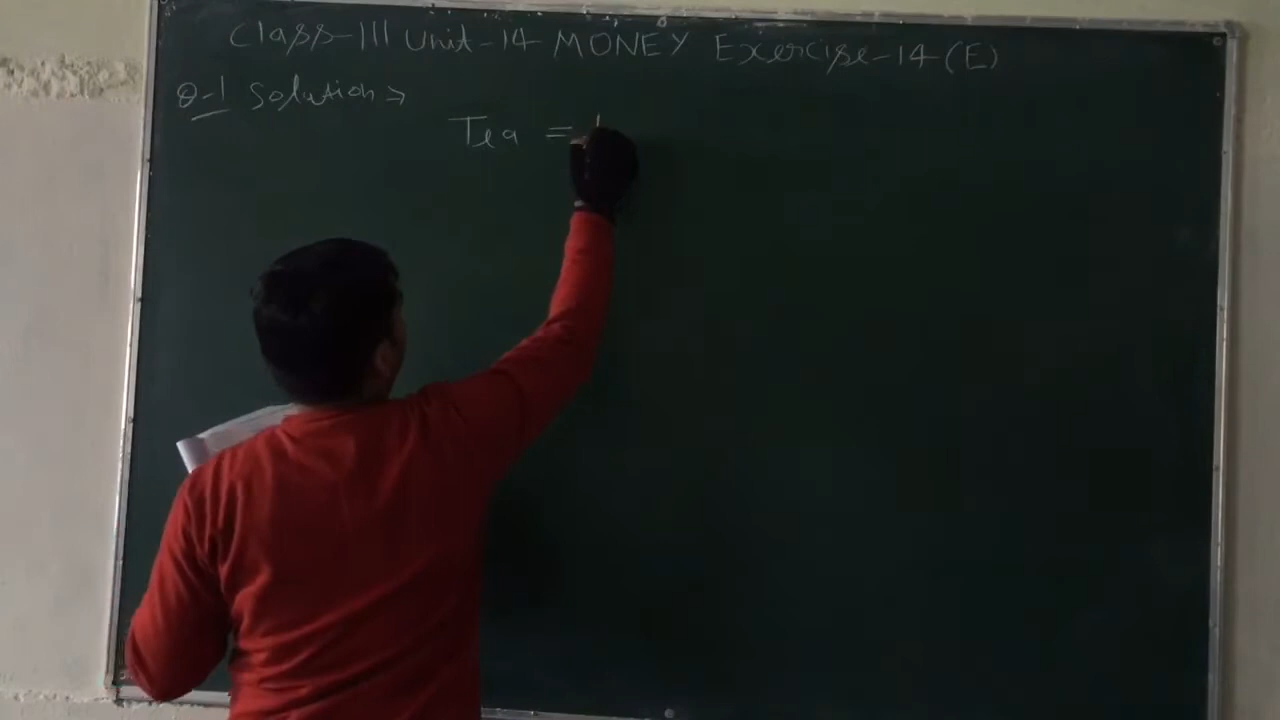 Class-III Unit-14 MONEY Exercise-14(E)
Q-1 Solution ⇒
Tea =